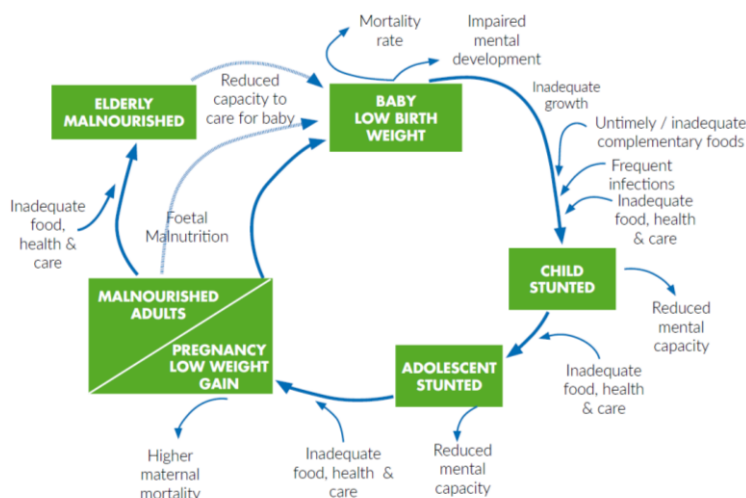 Mortality
rate
Impaired
mental
development
Reduced
capacity to
care for baby
ELDERLY
MALNOURISHED
BABY
LOW BIRTH
WEIGHT
Inadequate
growth
Untimely / inadequate
complementary foods
Frequent
infections
Inadequate
food, health
& care
Inadequate
food,
health &
care
Foetal
Malnutrition
CHILD
STUNTED
MALNOURISHED
ADULTS
PREGNANCY
LOW WEIGHT
GAIN
Reduced
mental
capacity
ADOLESCENT
STUNTED
Inadequate
food, health
& care
Higher
maternal
mortality
Inadequate
food, health &
care
Reduced
mental
capacity